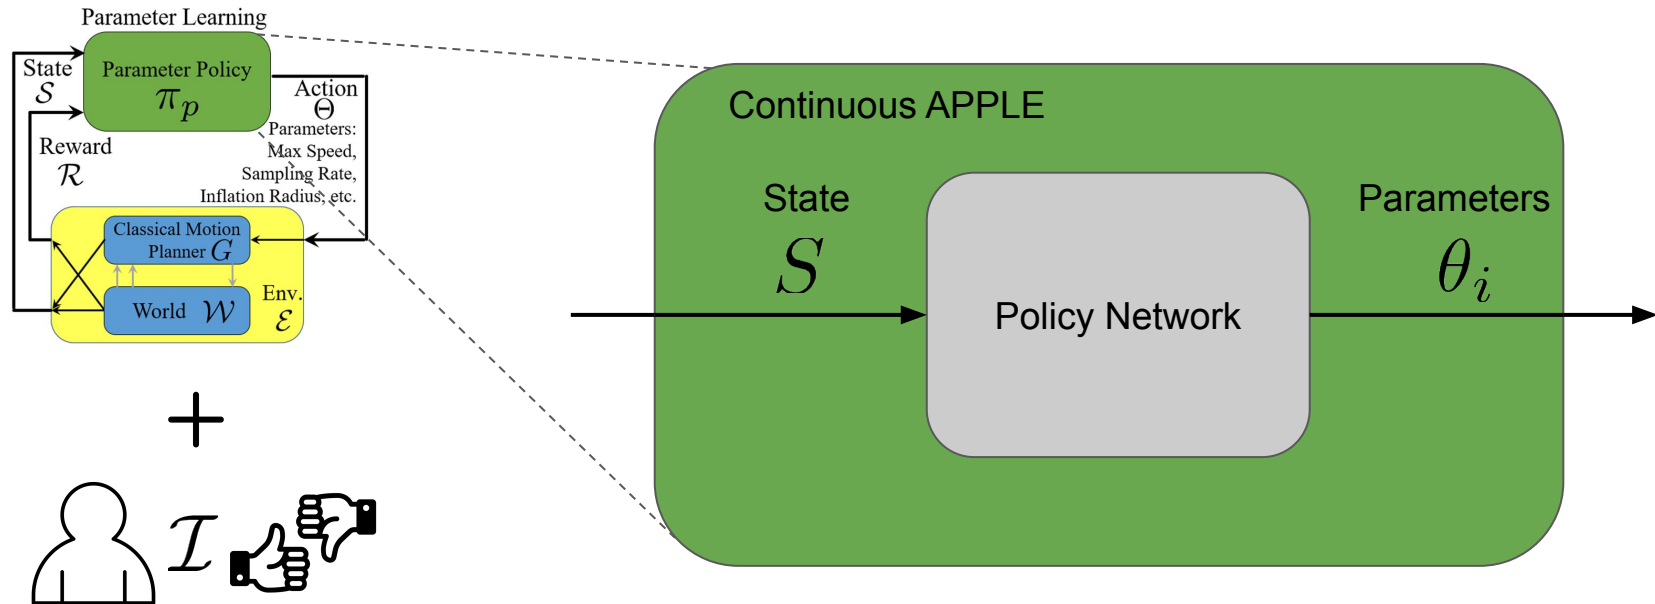 Parameter Learning
State
𝒮
Parameter Policy
π_p
Action
Θ
Parameters:
Max Speed,
Sampling Rate,
Inflation Radius, etc.
Reward
ℛ
Classical Motion
Planner G
World 𝒲
Env.
ℰ
+
ℐ
Continuous APPLE
State
S
Policy Network
Parameters
θ_i